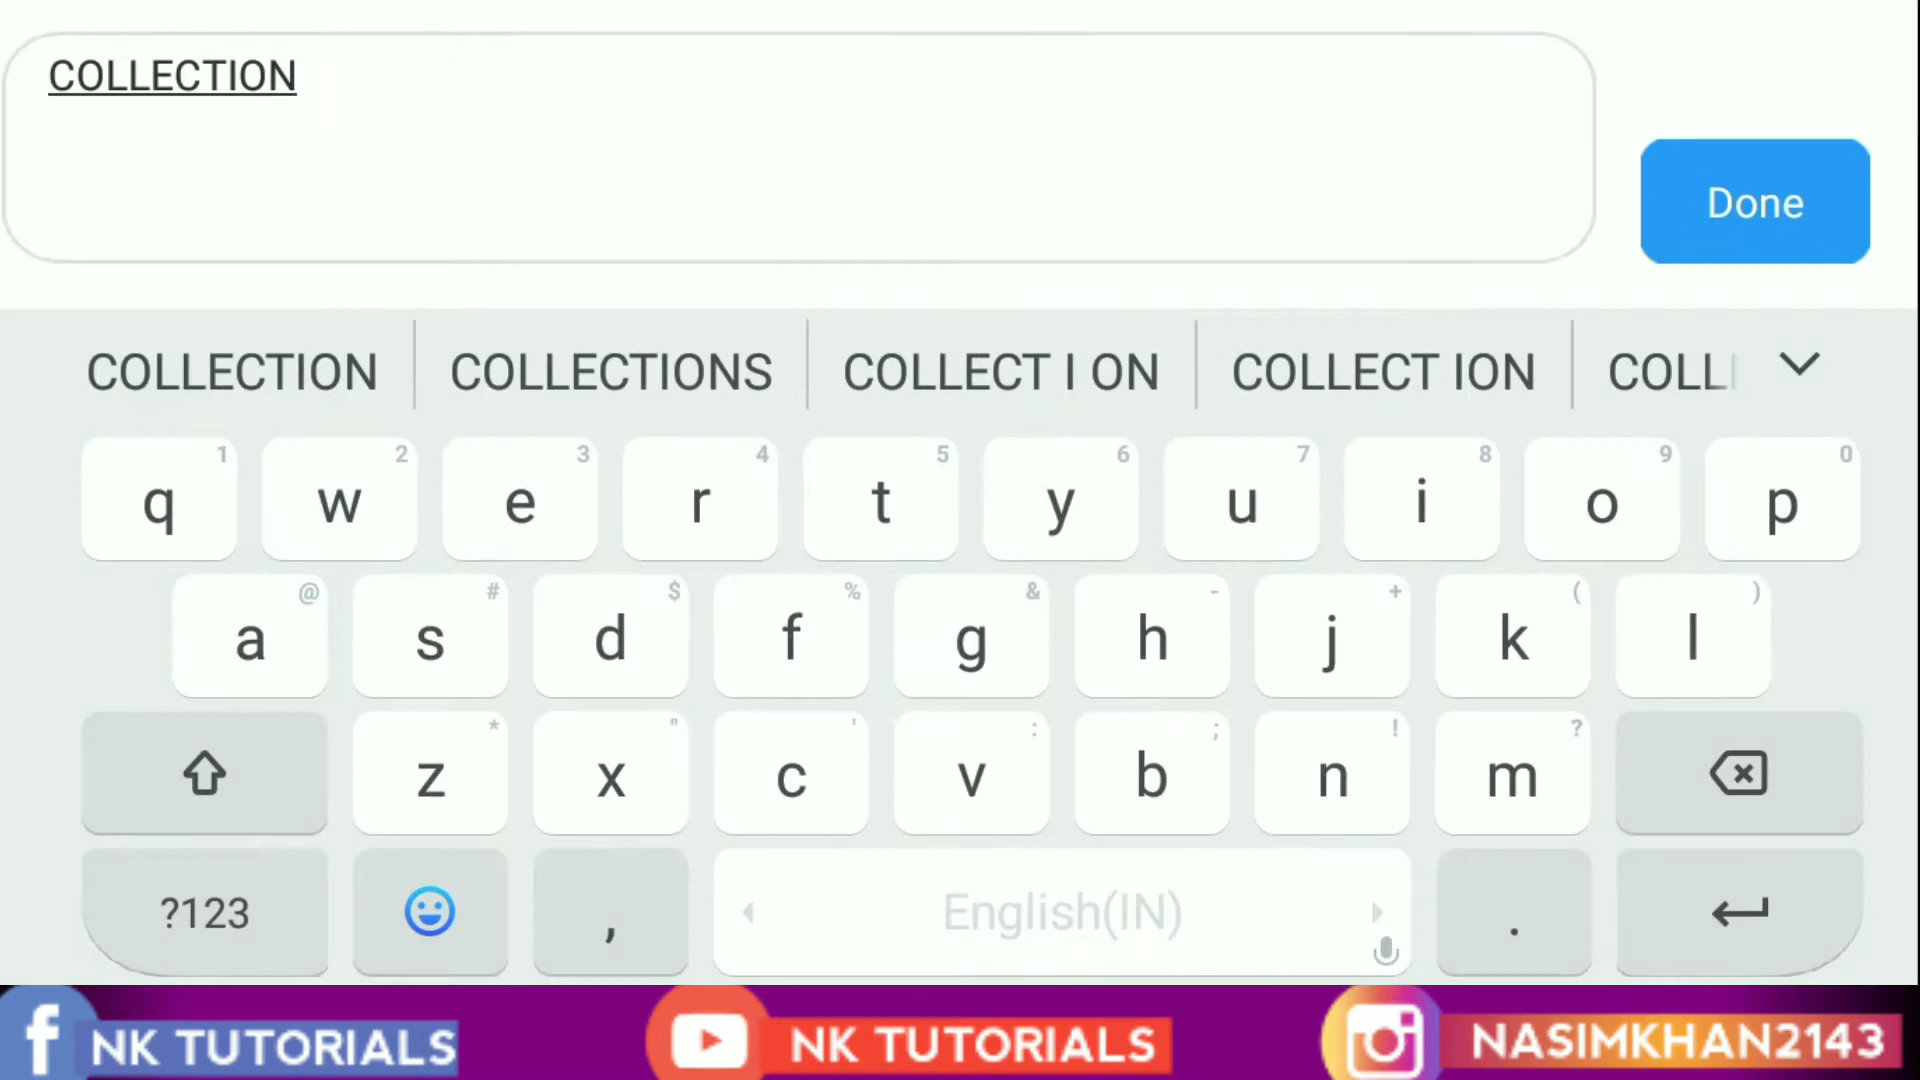 COLLECTION
Done
COLLECTION COLLECTIONS COLLECT I ON COLLECT ION COLL
1 2 3 4 5 6 7 8 9 0
q w e r t y u i o p
@ # $ % & - + ( )
a s d f g h j k l
* " ' : ; ! ?
z x c v b n m
?123 , English(IN) .
NK TUTORIALS NK TUTORIALS NASIMKHAN2143